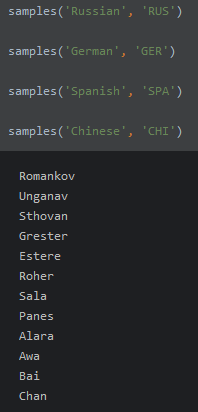 samples('Russian', 'RUS')
samples('German', 'GER')
samples('Spanish', 'SPA')
samples('Chinese', 'CHI')
Romankov
Unganav
Sthovan
Grester
Estere
Roher
Sala
Panes
Alara
Awa
Bai
Chan